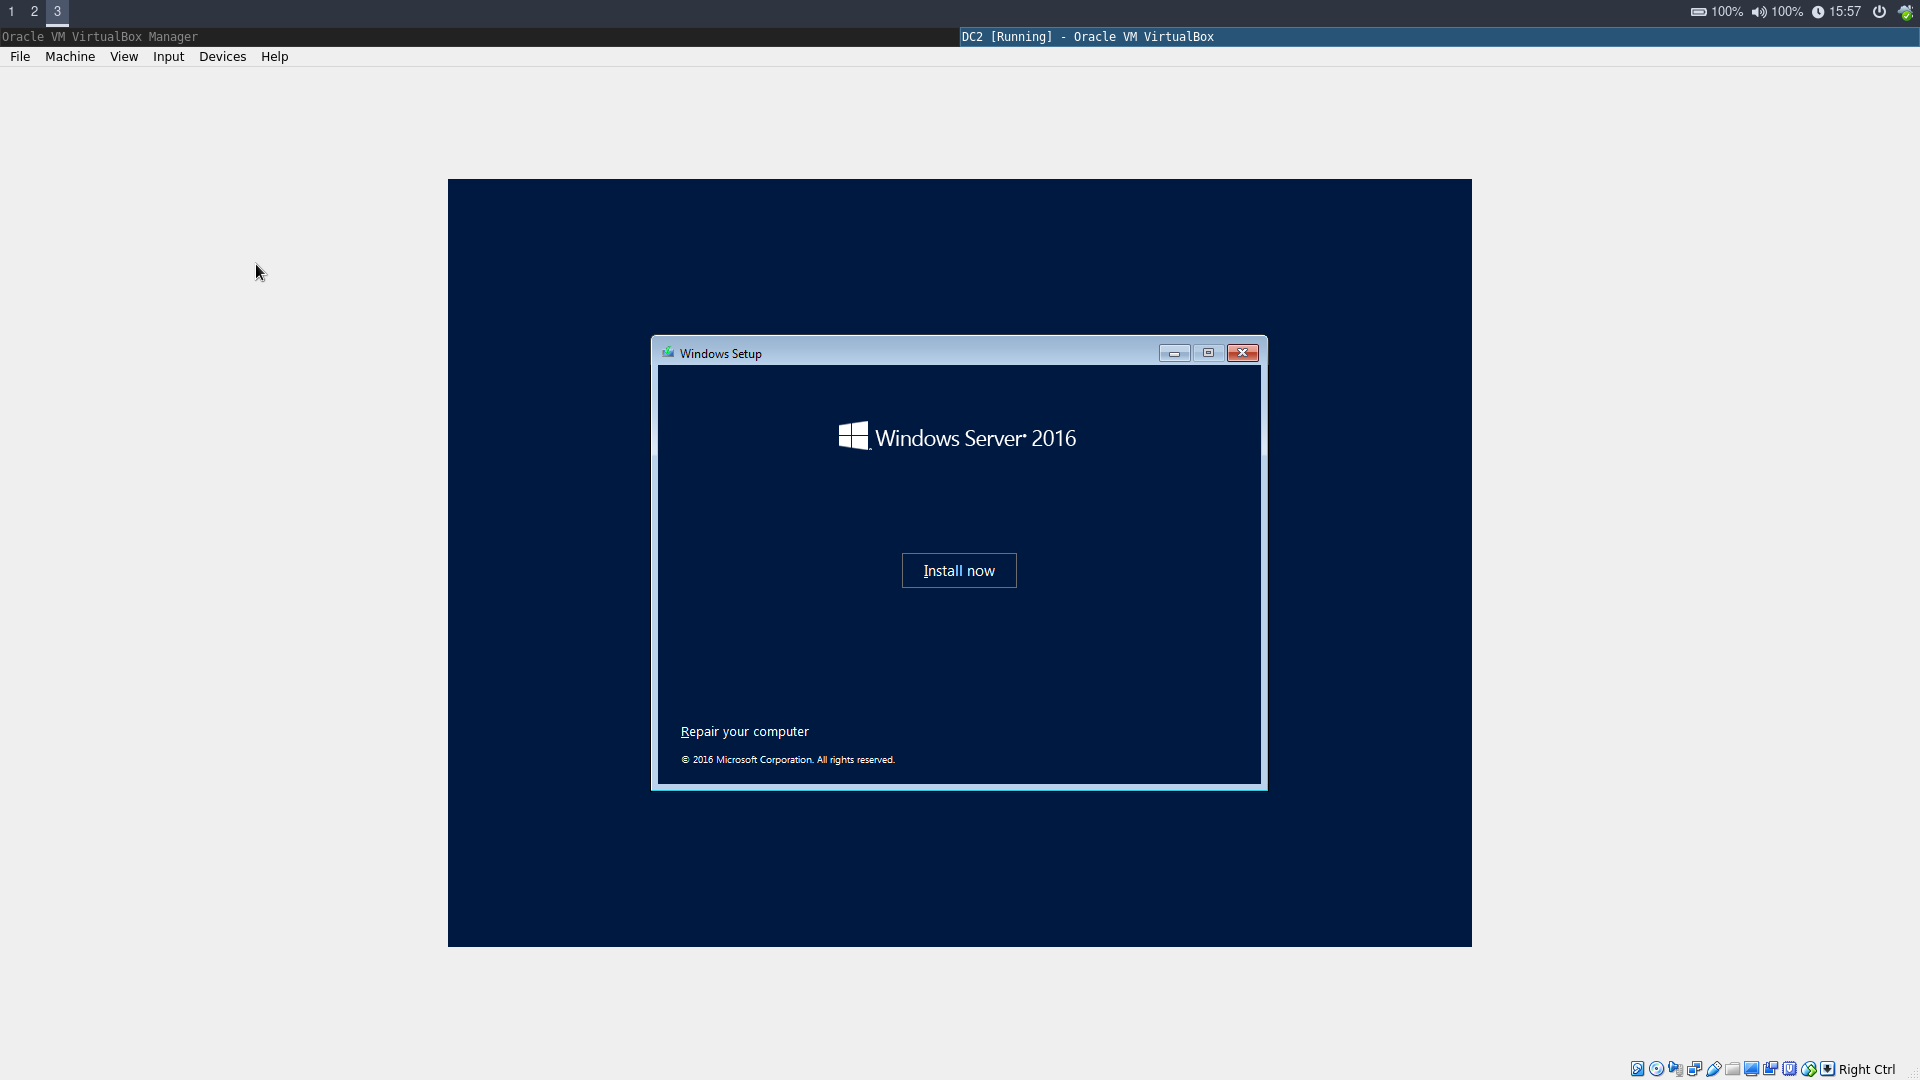 1 2 3 100% 100% 15:57
Oracle VM VirtualBox Manager DC2 [Running] - Oracle VM VirtualBox
File Machine View Input Devices Help
Windows Setup
Windows Server® 2016
Install now
Repair your computer
© 2016 Microsoft Corporation. All rights reserved.
Right Ctrl